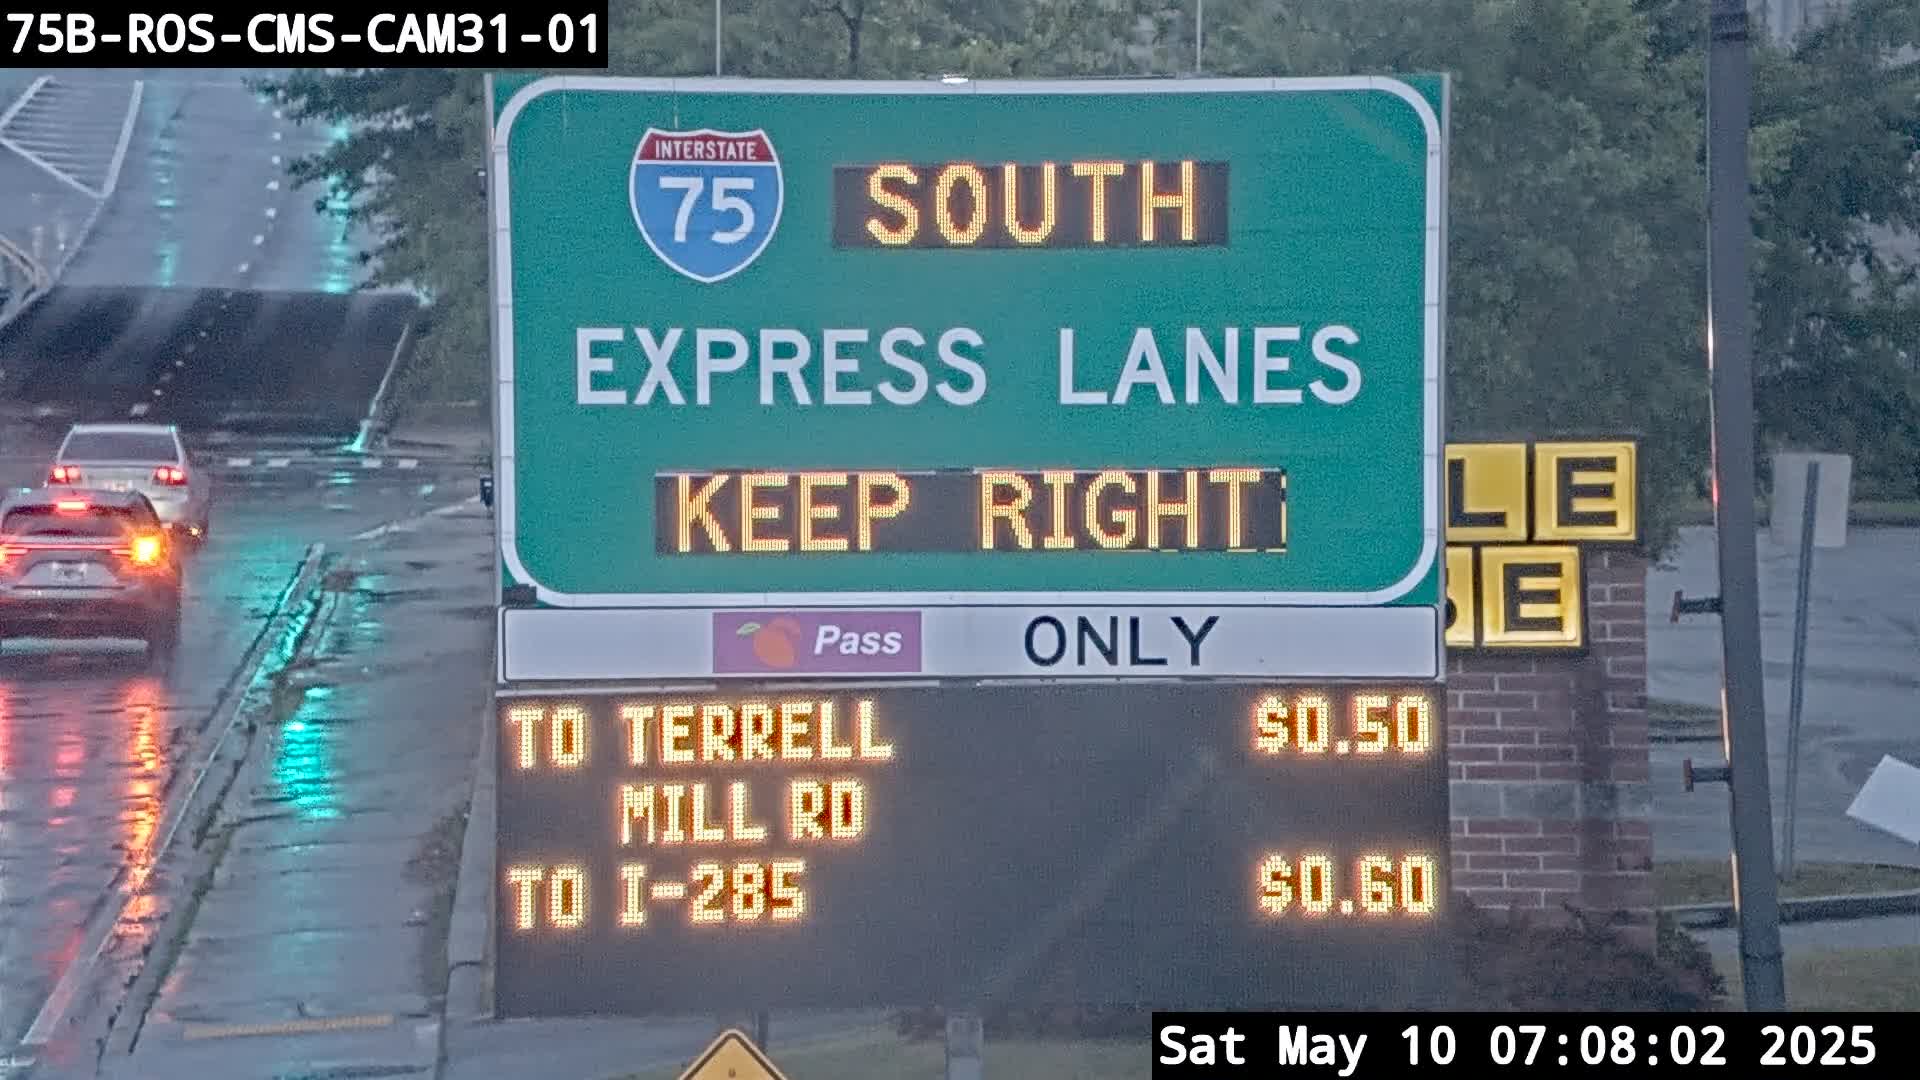 75B-ROS-CMS-CAM31-01
INTERSTATE
75
SOUTH
EXPRESS LANES
KEEP RIGHT
LE
E
Pass ONLY
TO TERRELL $0.50
MILL RD
TO I-285 $0.60
Sat May 10 07:08:02 2025